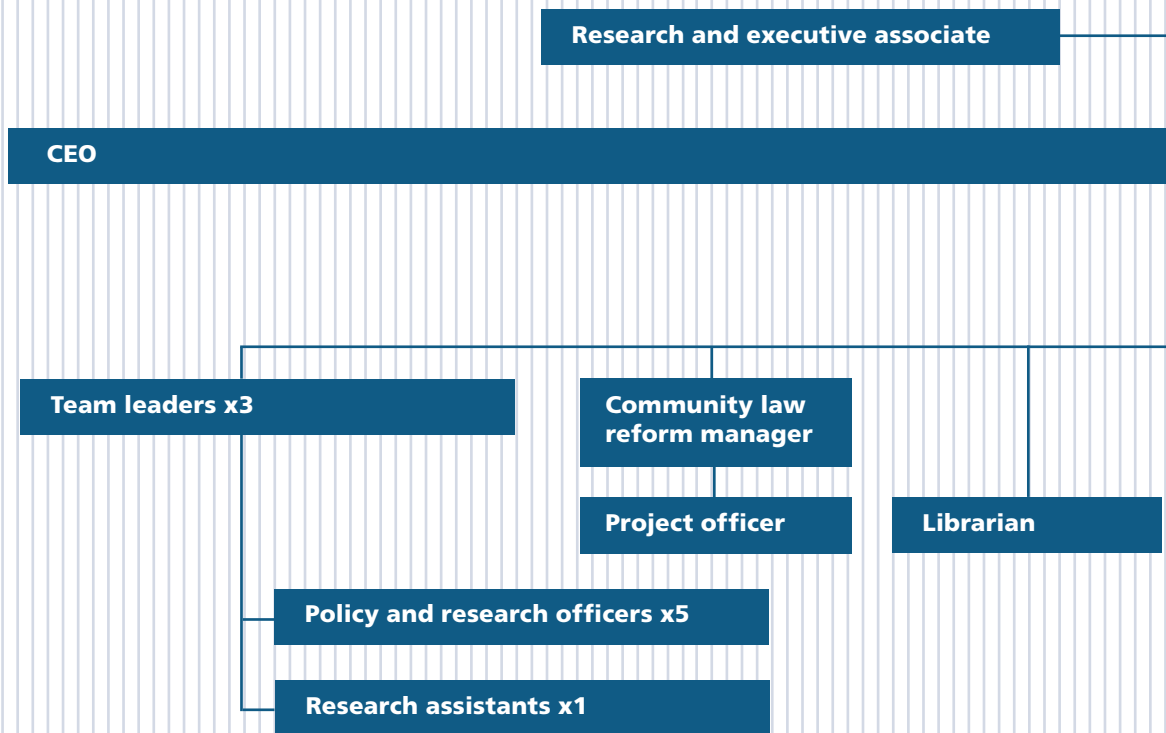 Research and executive associate
CEO
Team leaders x3
Community law
reform manager
Project officer
Librarian
Policy and research officers x5
Research assistants x1